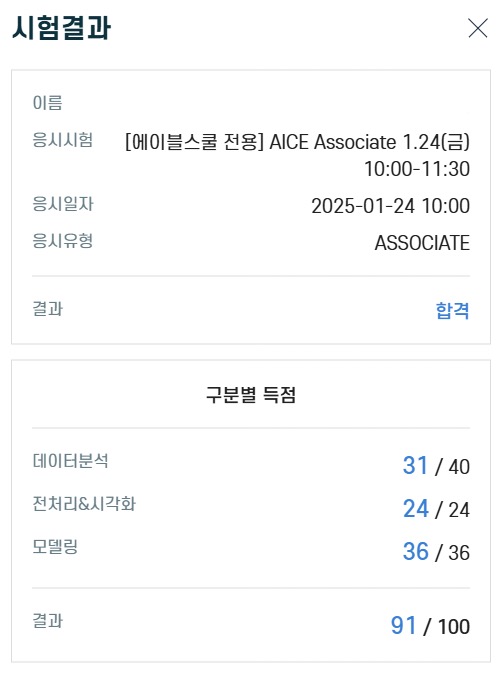 시험결과
이름
응시시험 [에이블스쿨 전용] AICE Associate 1.24(금)
10:00-11:30
응시일자 2025-01-24 10:00
응시유형 ASSOCIATE
결과 합격
구분별 득점
데이터분석 31 / 40
전처리&시각화 24 / 24
모델링 36 / 36
결과 91 / 100